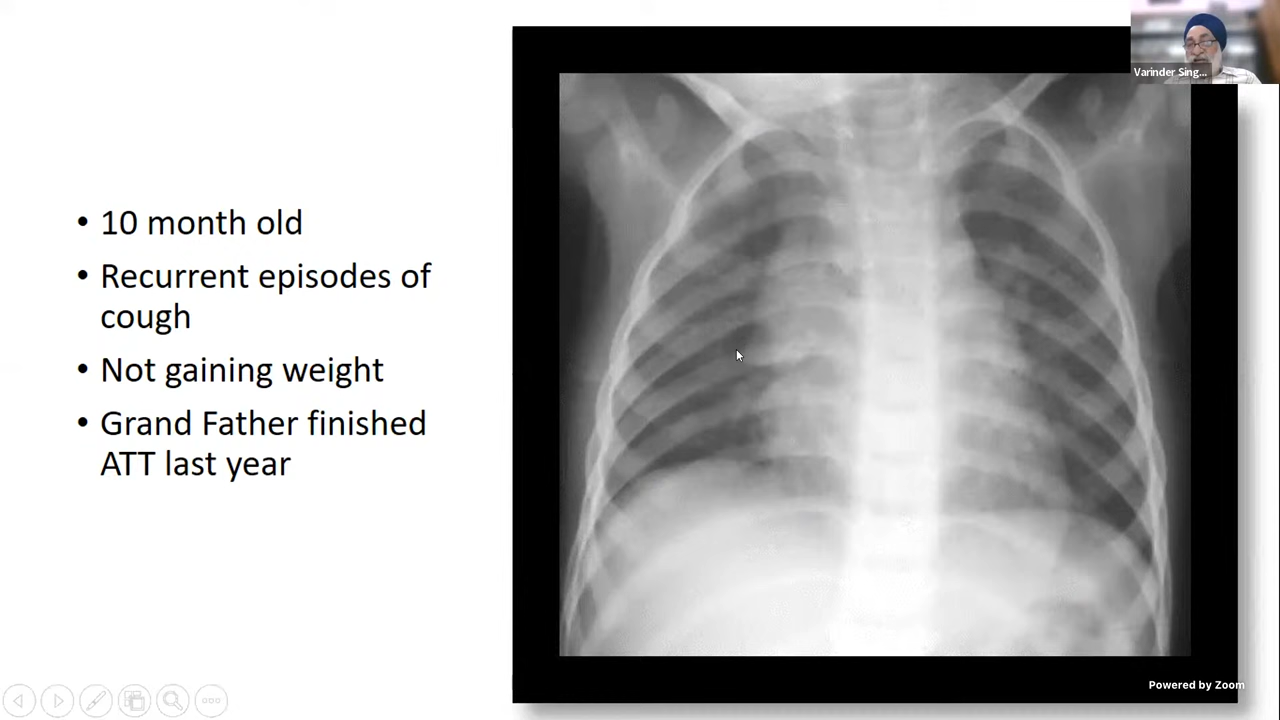 Varinder Sing...
• 10 month old
• Recurrent episodes of
cough
• Not gaining weight
• Grand Father finished
ATT last year
Powered by Zoom